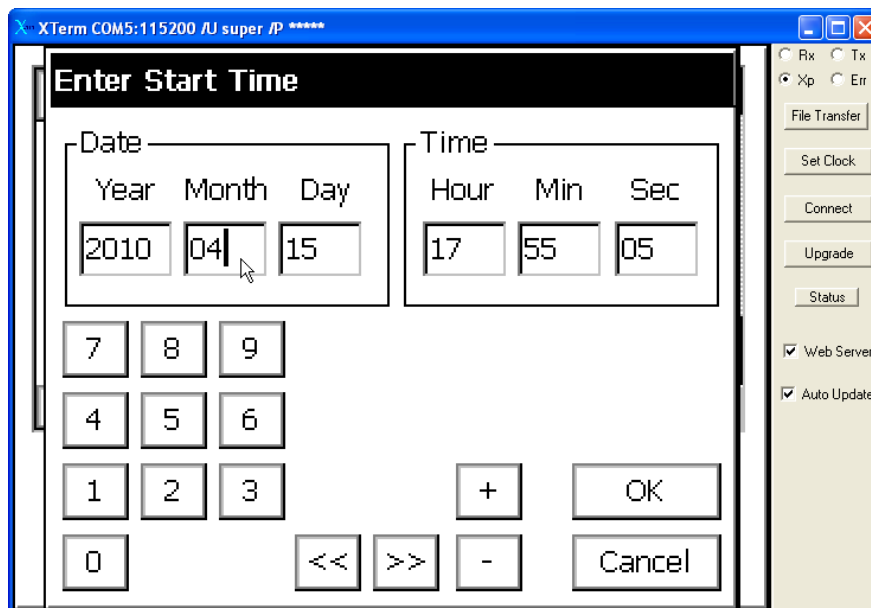 XTerm COM5:115200 /U super /P *****
Rx Tx
Xp Err
File Transfer
Set Clock
Connect
Upgrade
Status
Web Server
Auto Update
Enter Start Time
Date
Year Month Day
2010 04 15
Time
Hour Min Sec
17 55 05
7 8 9
4 5 6
1 2 3 + OK
0 << >> - Cancel